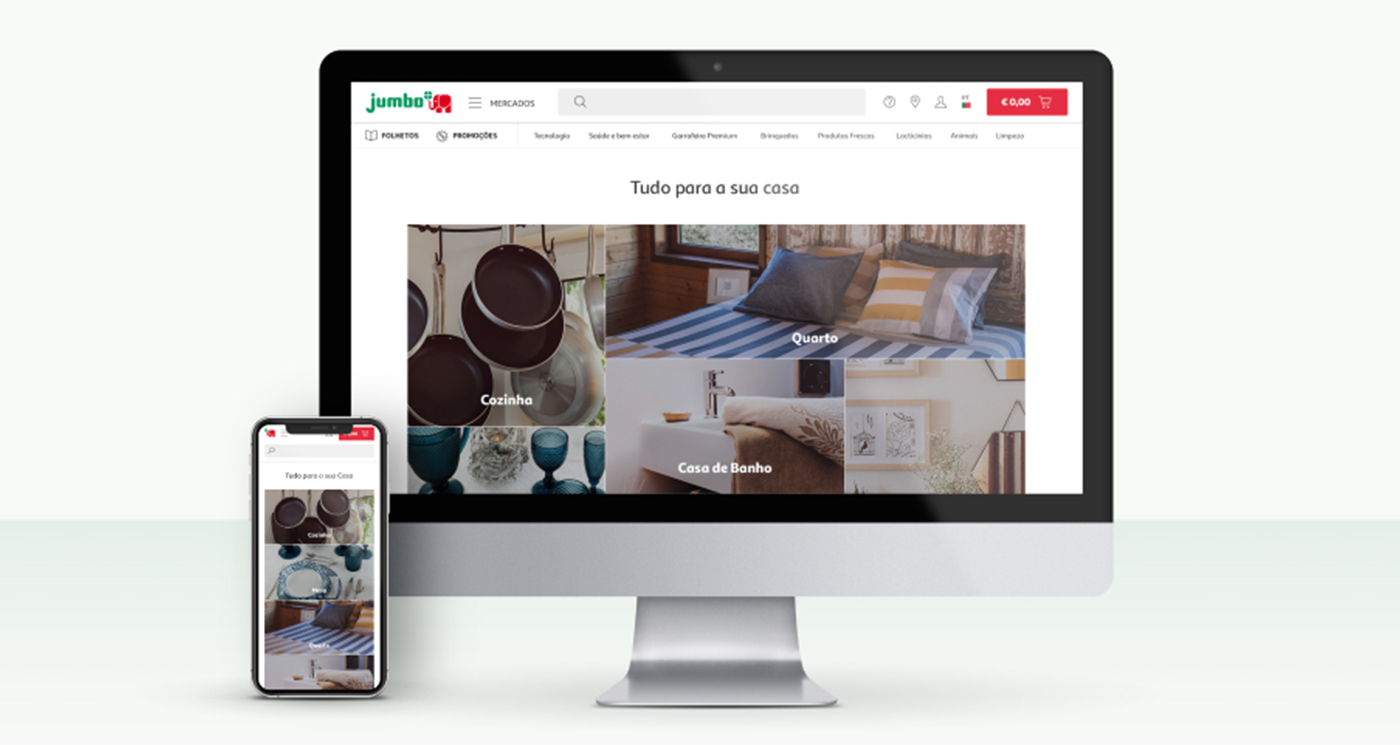 jumbo
MERCADOS
PT
€ 0,00
FOLHETOS
PROMOÇÕES
Tecnologia
Saúde e bem estar
Garrafeira Premium
Brinquedos
Produtos Frescos
Lacticínios
Animais
Limpeza
Tudo para a sua casa
Quarto
Cozinha
Casa de Banho
Tudo para a sua Casa
Cozinha
Mesa
Quarto